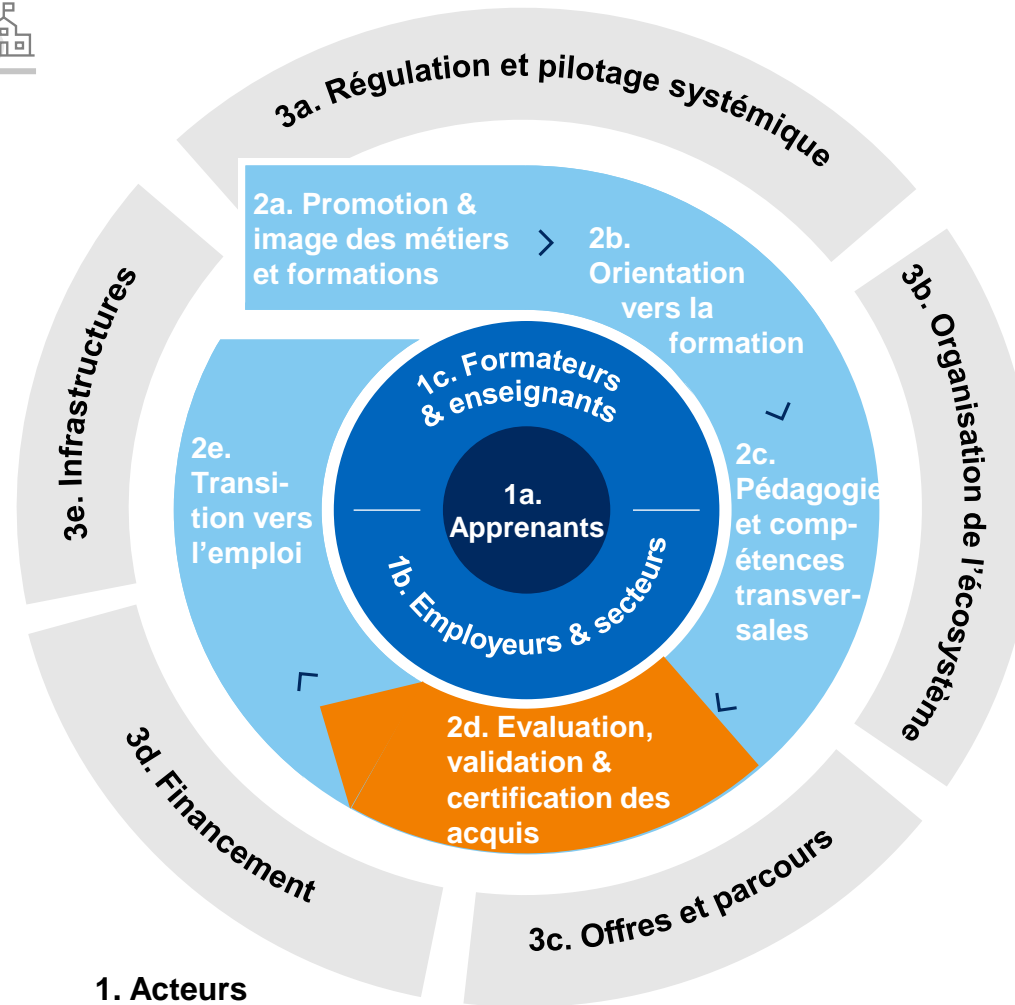 3a. Régulation et pilotage systémique
2a. Promotion &
image des métiers
et formations
2b.
Orientation
vers la
formation
3b. Organisation de l'écosystème
3e. Infrastructures
1c. Formateurs
& enseignants
2e.
Transi-
tion vers
l’emploi
1a.
Apprenants
2c.
Pédagogie
et comp-
étences
transver-
sales
1b. Employeurs & secteurs
2d. Evaluation,
validation &
certification des
acquis
3d. Financement
3c. Offres et parcours
1. Acteurs